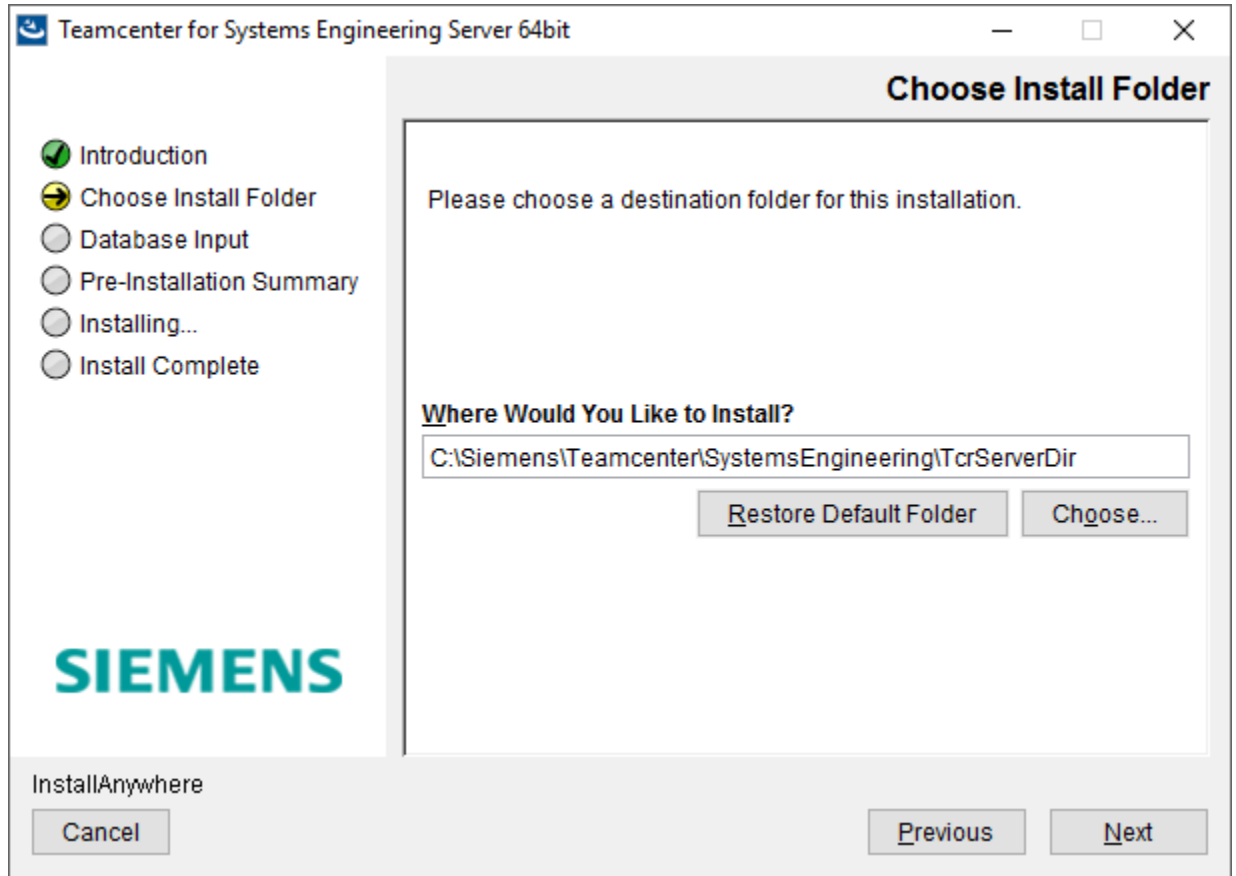 Teamcenter for Systems Engineering Server 64bit
Choose Install Folder
Introduction
Choose Install Folder
Database Input
Pre-Installation Summary
Installing...
Install Complete
Please choose a destination folder for this installation.
Where Would You Like to Install?
C:\Siemens\Teamcenter\SystemsEngineering\TcrServerDir
Restore Default Folder
Choose...
SIEMENS
InstallAnywhere
Cancel
Previous
Next